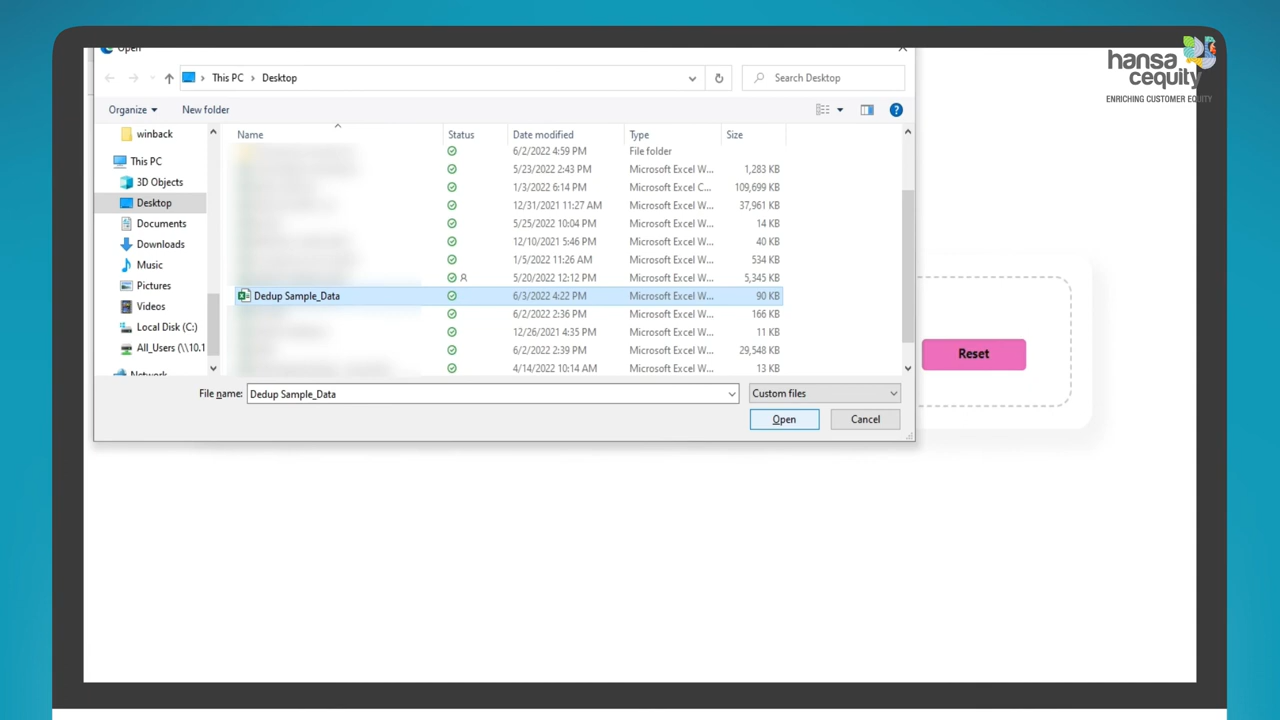 Open
hansa
cequity
ENRICHING CUSTOMER EQUITY
This PC > Desktop
Search Desktop
Organize
New folder
Name Status Date modified Type Size
winback
This PC
3D Objects
Desktop
Documents
Downloads
Music
Pictures
Videos
Local Disk (C:)
All_Users (\\10.1
Network
6/2/2022 4:59 PM File folder
5/23/2022 2:43 PM Microsoft Excel W... 1,283 KB
1/3/2022 6:14 PM Microsoft Excel C... 109,699 KB
12/31/2021 11:27 AM Microsoft Excel W... 37,961 KB
5/25/2022 10:04 PM Microsoft Excel W... 14 KB
12/10/2021 5:46 PM Microsoft Excel W... 40 KB
1/5/2022 11:26 AM Microsoft Excel W... 534 KB
5/20/2022 12:12 PM Microsoft Excel W... 5,345 KB
Dedup Sample_Data 6/3/2022 4:22 PM Microsoft Excel W... 90 KB
6/2/2022 2:36 PM Microsoft Excel W... 166 KB
12/26/2021 4:35 PM Microsoft Excel W... 11 KB
6/2/2022 2:39 PM Microsoft Excel W... 29,548 KB
4/14/2022 10:14 AM Microsoft Excel W... 13 KB
Reset
File name: Dedup Sample_Data Custom files
Open Cancel